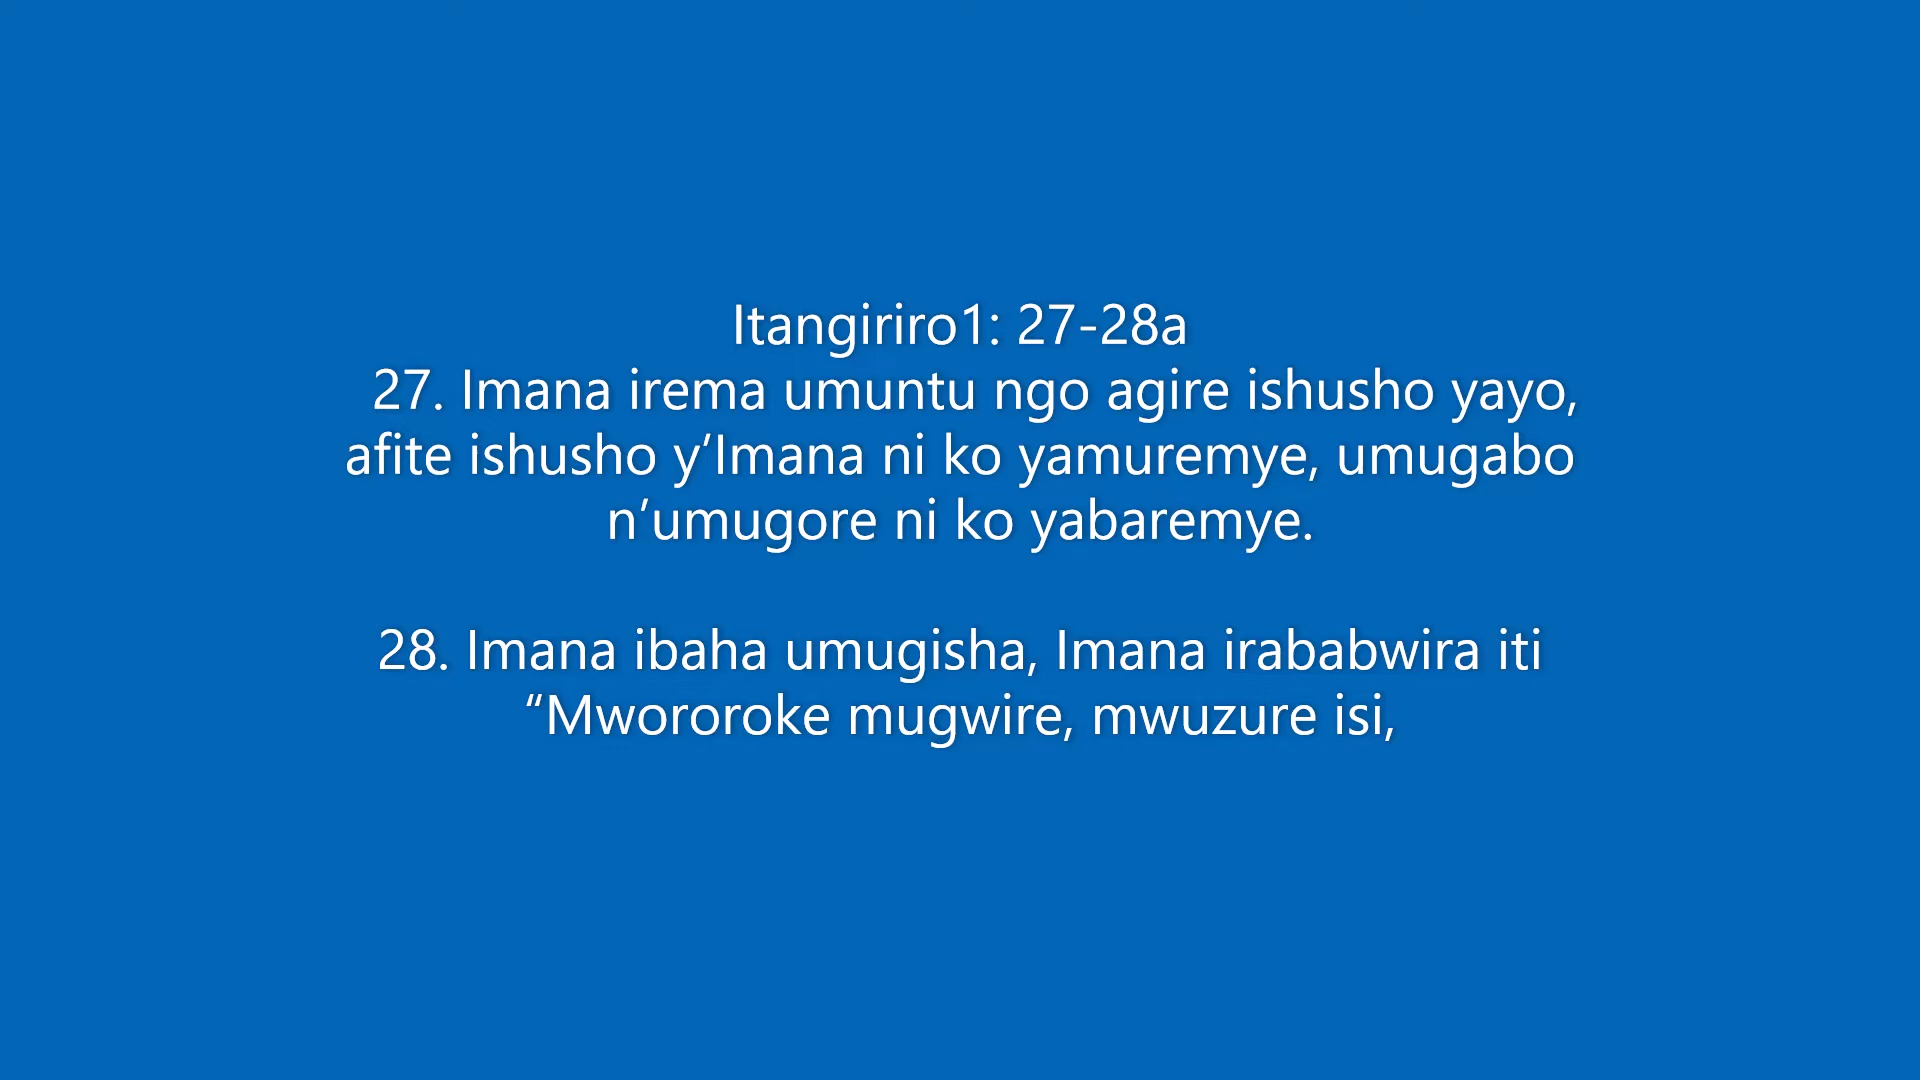 Itangiriro1: 27-28a
27. Imana irema umuntu ngo agire ishusho yayo,
afite ishusho y’Imana ni ko yamuremye, umugabo
n’umugore ni ko yabaremye.
28. Imana ibaha umugisha, Imana irababwira iti
“Mwororoke mugwire, mwuzure isi,